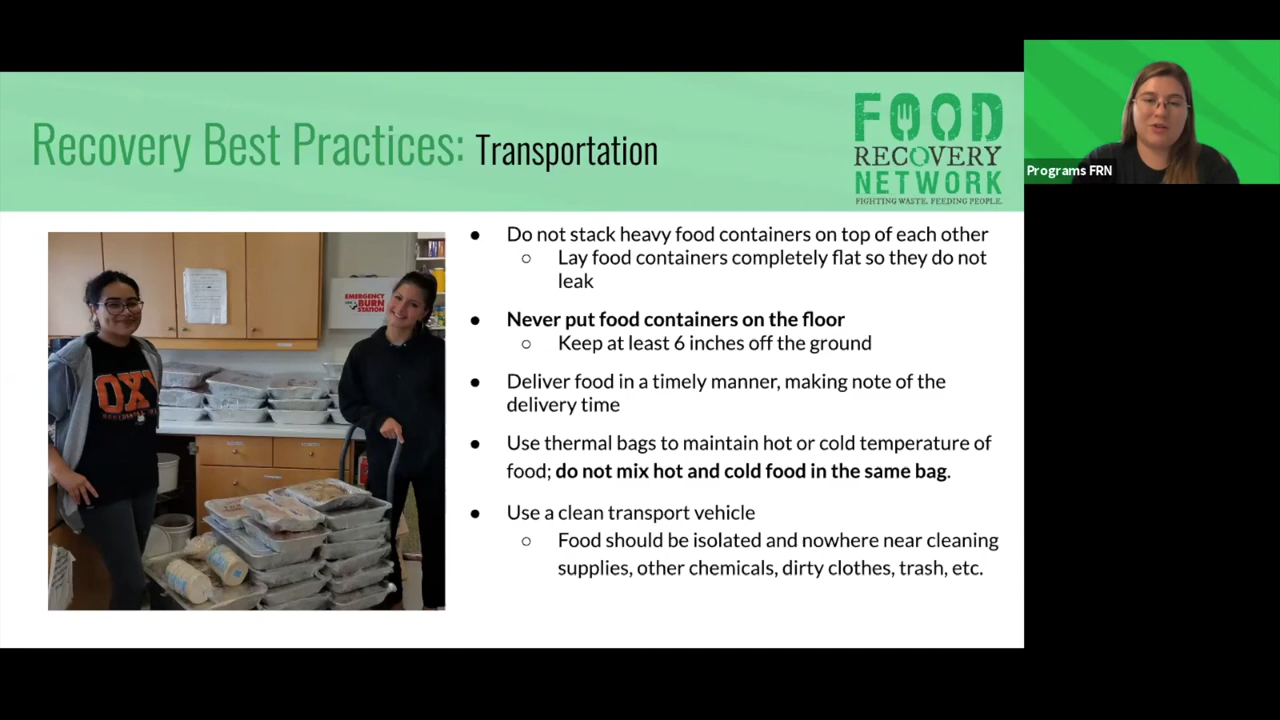 Recovery Best Practices: Transportation
FOOD
RECOVERY
NETWORK
FIGHTING WASTE. FEEDING PEOPLE.
Programs FRN
EMERGENCY
BURN
STATION
OXY
● Do not stack heavy food containers on top of each other
○ Lay food containers completely flat so they do not
leak
● Never put food containers on the floor
○ Keep at least 6 inches off the ground
● Deliver food in a timely manner, making note of the
delivery time
● Use thermal bags to maintain hot or cold temperature of
food; do not mix hot and cold food in the same bag.
● Use a clean transport vehicle
○ Food should be isolated and nowhere near cleaning
supplies, other chemicals, dirty clothes, trash, etc.